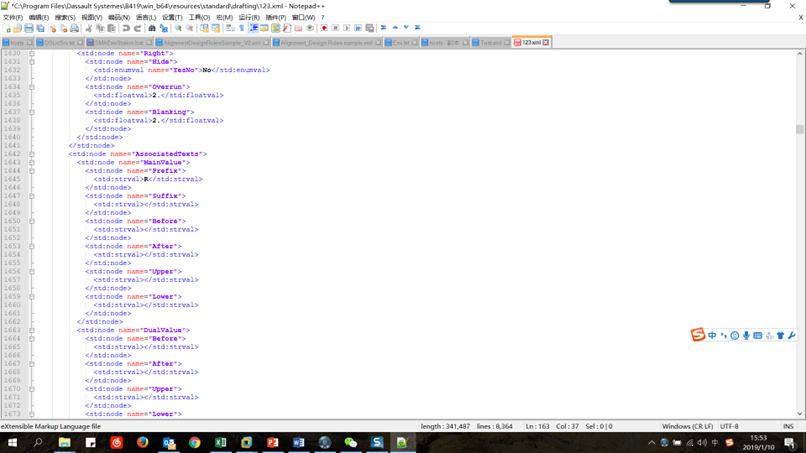 *C:\Program Files\Dassault Systemes\B419\win_b64\resources\standard\drafting\123.xml - Notepad++
文件(F) 编辑(E) 搜索(S) 视图(V) 编码(N) 语言(L) 设置(T) 工具(O) 宏(M) 运行(R) 插件(P) 窗口(W) ?
hosts DSLicSrv.txt AlignmentDesignRulesSample_V2.xml Alignment_Design Rules example.xml Env.txt hosts - 副本 Test.xml 123.xml
1630 <std:node name="Right">
1631 <std:node name="Hide">
1632 <std:enumval name="YesNo">No</std:enumval>
1633 </std:node>
1634 <std:node name="Overrun">
1635 <std:floatval>2.</std:floatval>
1636 </std:node>
1637 <std:node name="Blanking">
1638 <std:floatval>2.</std:floatval>
1639 </std:node>
1640 </std:node>
1641 </std:node>
1642 <std:node name="AssociatedTexts">
1643 <std:node name="MainValue">
1644 <std:node name="Prefix">
1645 <std:strval>R</std:strval>
1646 </std:node>
1647 <std:node name="Suffix">
1648 <std:strval></std:strval>
1649 </std:node>
1650 <std:node name="Before">
1651 <std:strval></std:strval>
1652 </std:node>
1653 <std:node name="After">
1654 <std:strval></std:strval>
1655 </std:node>
1656 <std:node name="Upper">
1657 <std:strval></std:strval>
1658 </std:node>
1659 <std:node name="Lower">
1660 <std:strval></std:strval>
1661 </std:node>
1662 </std:node>
1663 <std:node name="DualValue">
1664 <std:node name="Before">
1665 <std:strval></std:strval>
1666 </std:node>
1667 <std:node name="After">
1668 <std:strval></std:strval>
1669 </std:node>
1670 <std:node name="Upper">
1671 <std:strval></std:strval>
1672 </std:node>
1673 <std:node name="Lower">
中
eXtensible Markup Language file length : 341,487 lines : 8,364 Ln : 163 Col : 37 Sel : 0 | 0 Windows (CR LF) UTF-8 INS
中 15:53
2019/1/10